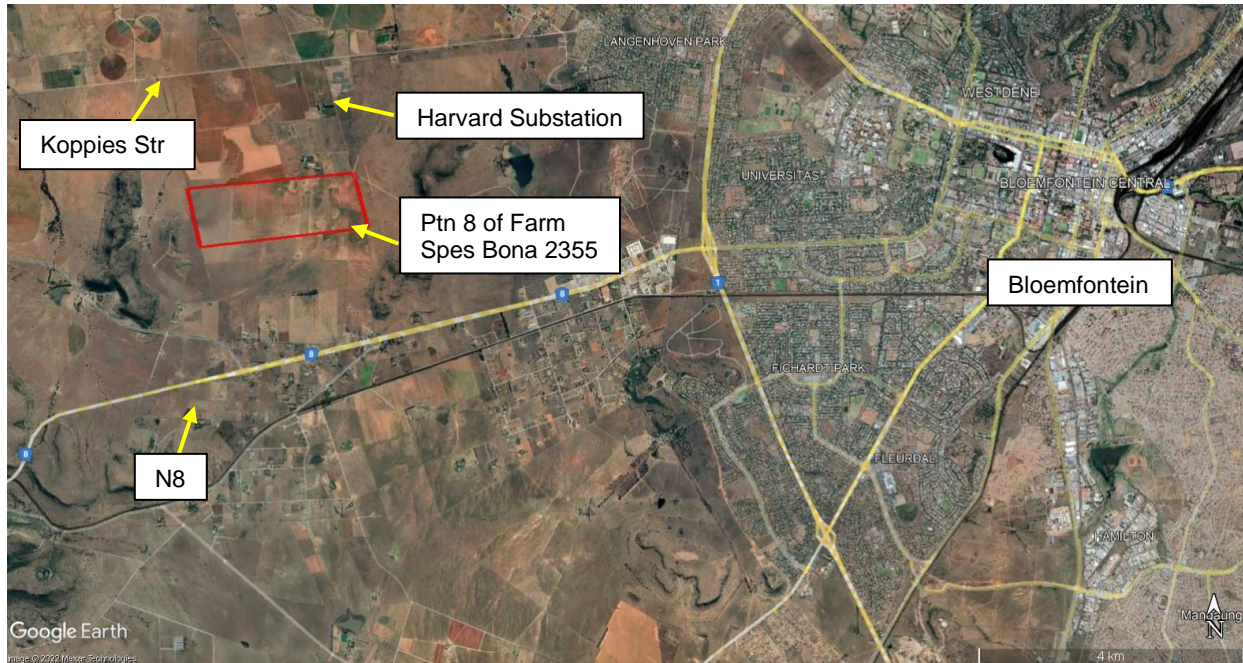 LANGENHOVEN PARK
WESTDENE
Harvard Substation
Koppies Str
UNIVERSITAS
BLOEMFONTEIN CENTRAL
Ptn 8 of Farm
Spes Bona 2355
Bloemfontein
1
8
8
FICHARDT PARK
N8
8
FLEURDAL
HAMILTON
Mangaung
N
Google Earth
Image © 2022 Maxar Technologies
4 km